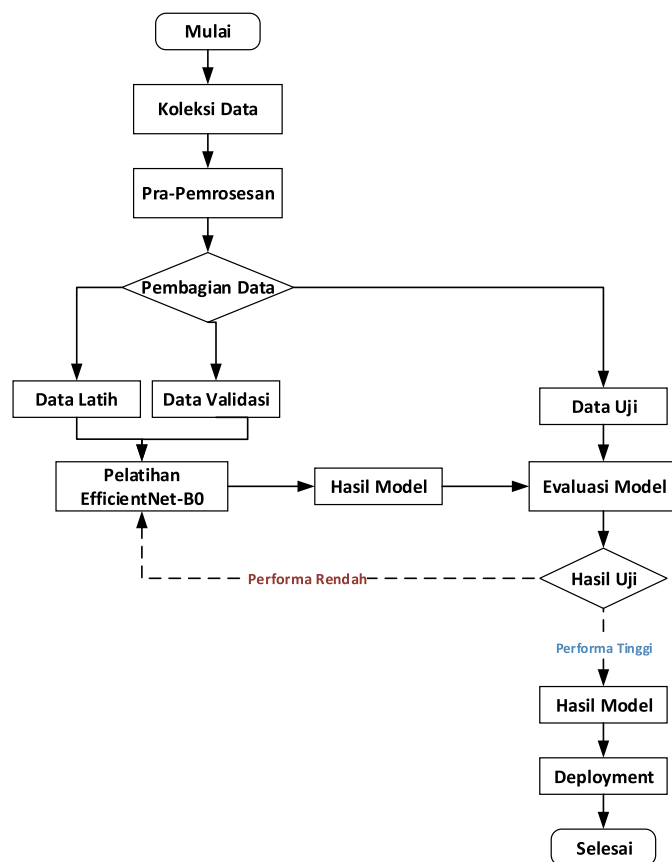 Mulai
Koleksi Data
Pra-Pemrosesan
Pembagian Data
Data Latih
Data Validasi
Data Uji
Pelatihan
EfficientNet-B0
Hasil Model
Evaluasi Model
Performa Rendah
Hasil Uji
Performa Tinggi
Hasil Model
Deployment
Selesai